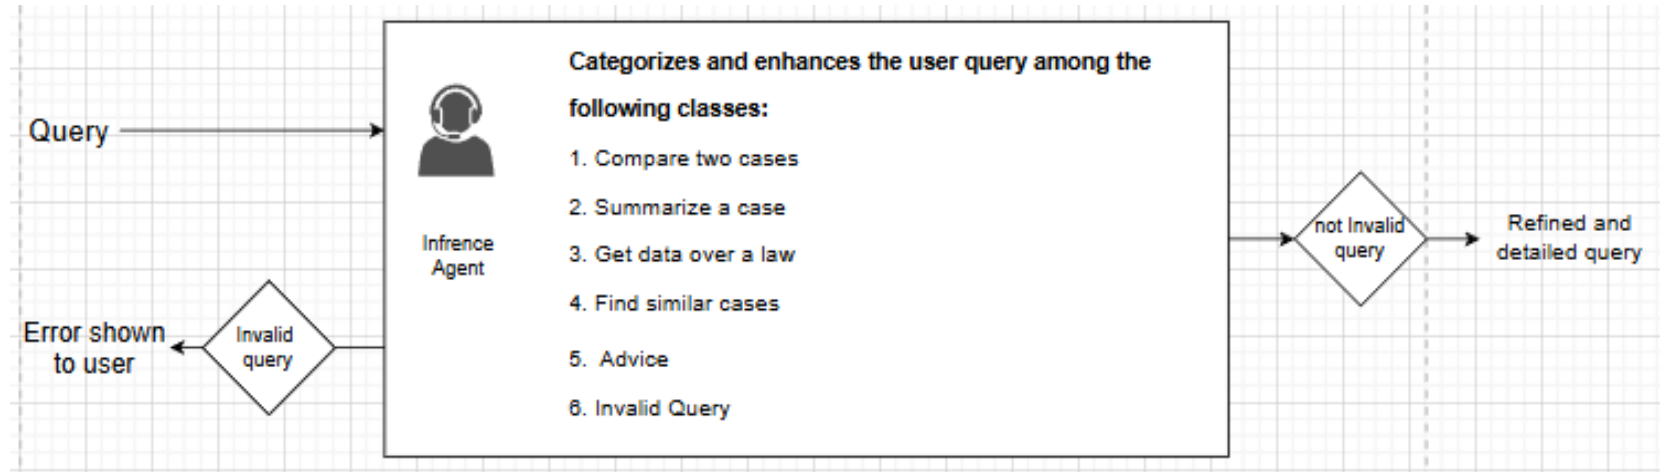 Categorizes and enhances the user query among the
following classes:
Query
1. Compare two cases
2. Summarize a case
3. Get data over a law
4. Find similar cases
5. Advice
6. Invalid Query
Infrence
Agent
Invalid
query
Error shown
to user
not Invalid
query
Refined and
detailed query